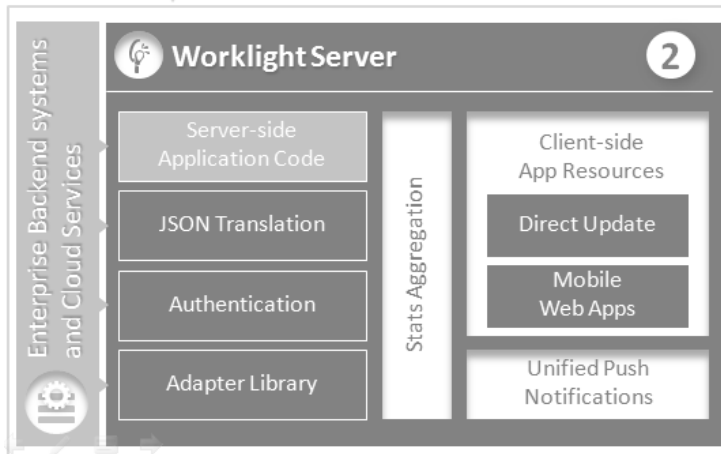 Enterprise Backend systems
and Cloud Services
Worklight Server
2
Server-side
Application Code
JSON Translation
Authentication
Adapter Library
Stats Aggregation
Client-side
App Resources
Direct Update
Mobile
Web Apps
Unified Push
Notifications